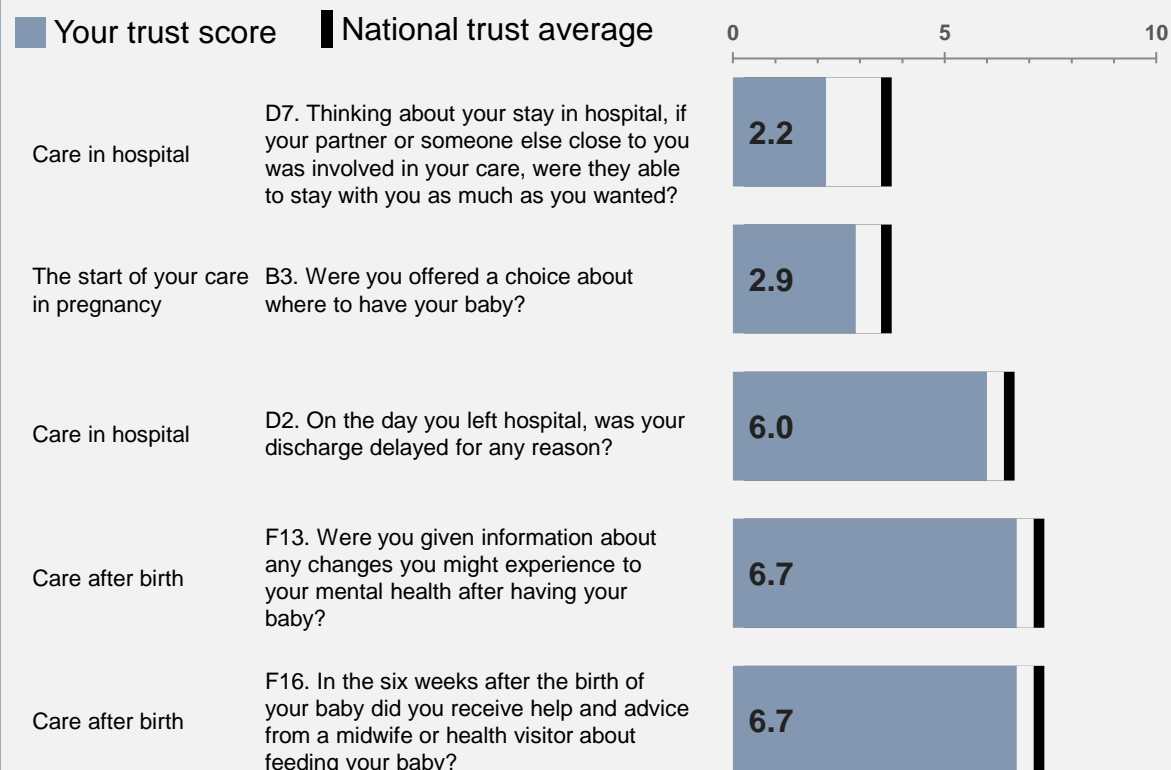 Your trust score
National trust average
0 5 10
Care in hospital
D7. Thinking about your stay in hospital, if
your partner or someone else close to you
was involved in your care, were they able
to stay with you as much as you wanted?
2.2
The start of your care
in pregnancy
B3. Were you offered a choice about
where to have your baby?
2.9
Care in hospital
D2. On the day you left hospital, was your
discharge delayed for any reason?
6.0
Care after birth
F13. Were you given information about
any changes you might experience to
your mental health after having your
baby?
6.7
Care after birth
F16. In the six weeks after the birth of
your baby did you receive help and advice
from a midwife or health visitor about
feeding your baby?
6.7